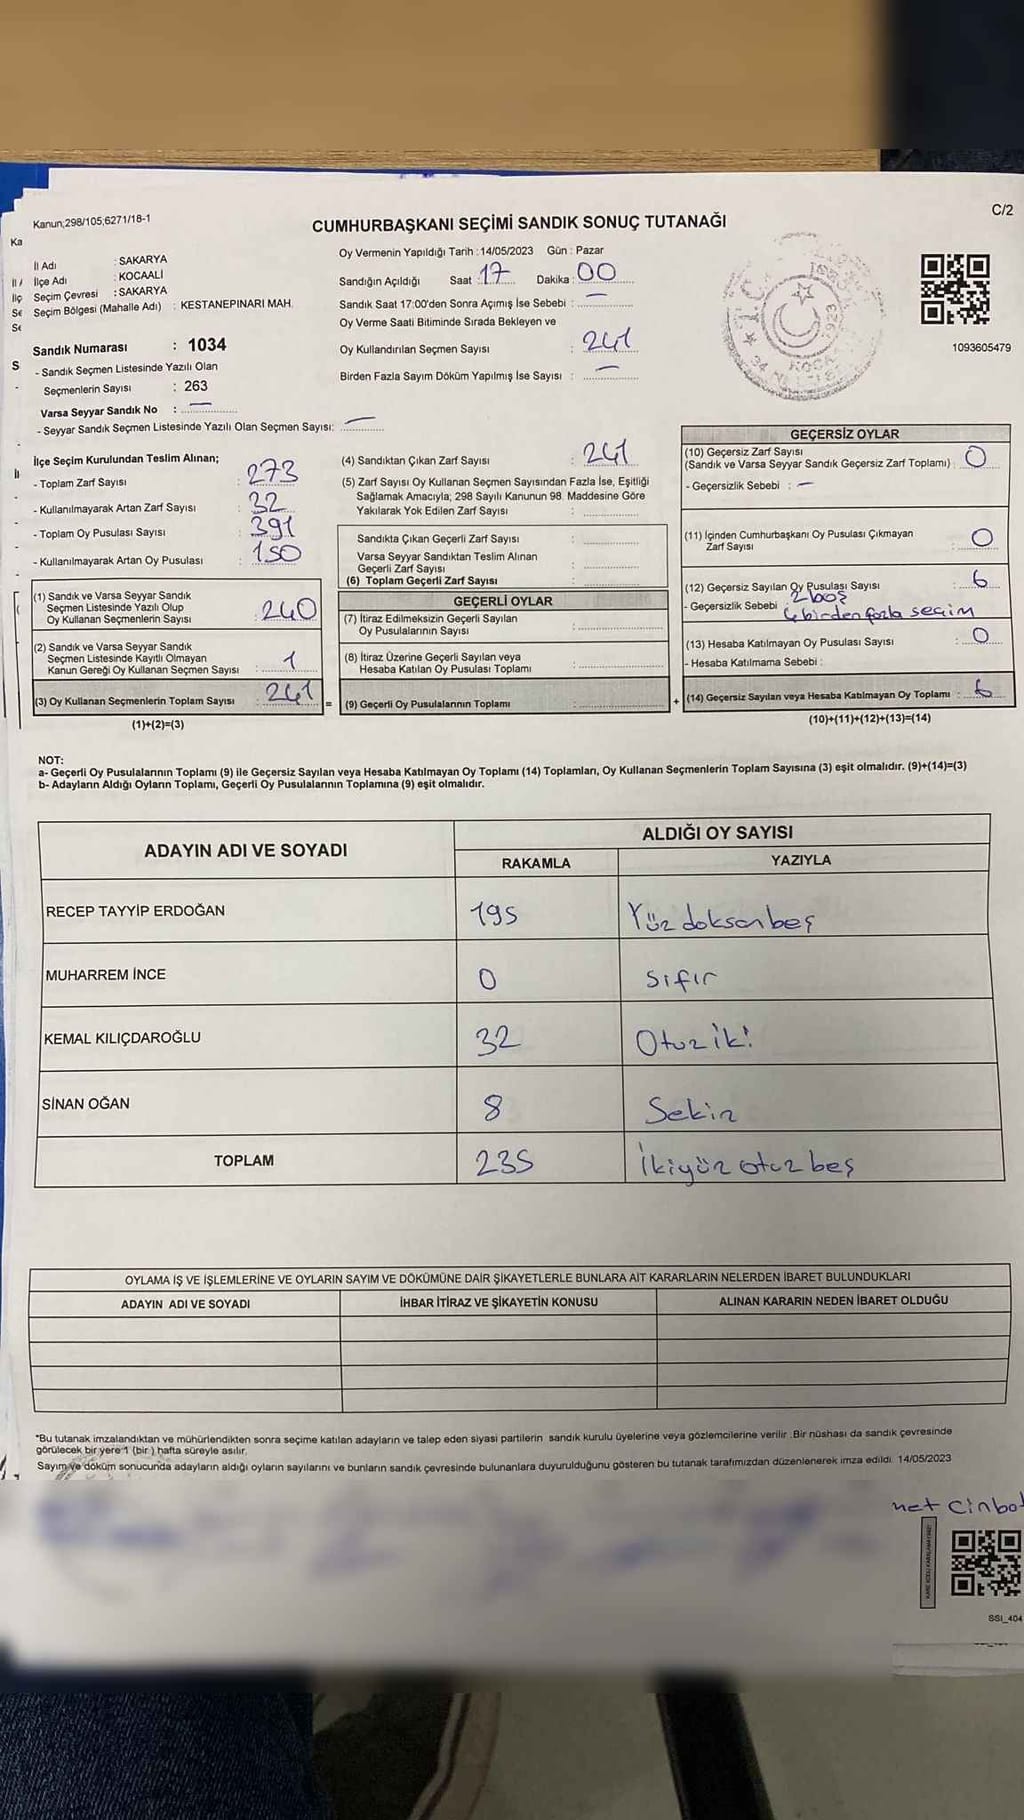 Kanun;298/105;6271/18-1
C/2
CUMHURBAŞKANI SEÇİMİ SANDIK SONUÇ TUTANAĞI
Ka
İl Adı : SAKARYA
İlçe Adı : KOCAALİ
Seçim Çevresi : SAKARYA
Seçim Bölgesi (Mahalle Adı) : KESTANEPINARI MAH.
Sandık Numarası : 1034
- Sandık Seçmen Listesinde Yazılı Olan
Seçmenlerin Sayısı : 263
Varsa Seyyar Sandık No : —
- Seyyar Sandık Seçmen Listesinde Yazılı Olan Seçmen Sayısı: —
Oy Vermenin Yapıldığı Tarih : 14/05/2023 Gün : Pazar
Sandığın Açıldığı Saat : 17 Dakika : 00
Sandık Saat 17:00'den Sonra Açımış İse Sebebi : —
Oy Verme Saati Bitiminde Sırada Bekleyen ve
Oy Kullandırılan Seçmen Sayısı : 241
Birden Fazla Sayım Döküm Yapılmış İse Sayısı : —
1093605479
İlçe Seçim Kurulundan Teslim Alınan;
- Toplam Zarf Sayısı : 273
- Kullanılmayarak Artan Zarf Sayısı : 32
- Toplam Oy Pusulası Sayısı : 391
- Kullanılmayarak Artan Oy Pusulası : 150
(1) Sandık ve Varsa Seyyar Sandık
Seçmen Listesinde Yazılı Olup
Oy Kullanan Seçmenlerin Sayısı : 240
(2) Sandık ve Varsa Seyyar Sandık
Seçmen Listesinde Kayıtlı Olmayan
Kanun Gereği Oy Kullanan Seçmen Sayısı : 1
(3) Oy Kullanan Seçmenlerin Toplam Sayısı : 241
(1)+(2)=(3)
(4) Sandıktan Çıkan Zarf Sayısı : 241
(5) Zarf Sayısı Oy Kullanan Seçmen Sayısından Fazla İse, Eşitliği
Sağlamak Amacıyla; 298 Sayılı Kanunun 98. Maddesine Göre
Yakılarak Yok Edilen Zarf Sayısı :
Sandıkta Çıkan Geçerli Zarf Sayısı :
Varsa Seyyar Sandıktan Teslim Alınan
Geçerli Zarf Sayısı :
(6) Toplam Geçerli Zarf Sayısı :
=
GEÇERLİ OYLAR
(7) İtiraz Edilmeksizin Geçerli Sayılan
Oy Pusulalarının Sayısı :
(8) İtiraz Üzerine Geçerli Sayılan veya
Hesaba Katılan Oy Pusulası Toplamı :
(9) Geçerli Oy Pusulalarının Toplamı :
+
GEÇERSİZ OYLAR
(10) Geçersiz Zarf Sayısı
(Sandık ve Varsa Seyyar Sandık Geçersiz Zarf Toplamı) : 0
- Geçersizlik Sebebi : —
(11) İçinden Cumhurbaşkanı Oy Pusulası Çıkmayan
Zarf Sayısı : 0
(12) Geçersiz Sayılan Oy Pusulası Sayısı : 6
2 boş
- Geçersizlik Sebebi birden fazla seçim
(13) Hesaba Katılmayan Oy Pusulası Sayısı : 0
- Hesaba Katılmama Sebebi :
(14) Geçersiz Sayılan veya Hesaba Katılmayan Oy Toplamı : 6
(10)+(11)+(12)+(13)=(14)
NOT:
a- Geçerli Oy Pusulalarının Toplamı (9) ile Geçersiz Sayılan veya Hesaba Katılmayan Oy Toplamı (14) Toplamları, Oy Kullanan Seçmenlerin Toplam Sayısına (3) eşit olmalıdır. (9)+(14)=(3)
b- Adayların Aldığı Oyların Toplamı, Geçerli Oy Pusulalarının Toplamına (9) eşit olmalıdır.
ADAYIN ADI VE SOYADI
ALDIĞI OY SAYISI
RAKAMLA YAZIYLA
RECEP TAYYİP ERDOĞAN 195 Yüz doksan beş
MUHARREM İNCE 0 Sıfır
KEMAL KILIÇDAROĞLU 32 Otuz iki
SİNAN OĞAN 8 Sekiz
TOPLAM 235 İkiyüz otuz beş
OYLAMA İŞ VE İŞLEMLERİNE VE OYLARIN SAYIM VE DÖKÜMÜNE DAİR ŞİKAYETLERLE BUNLARA AİT KARARLARIN NELERDEN İBARET BULUNDUKLARI
ADAYIN ADI VE SOYADI İHBAR İTİRAZ VE ŞİKAYETİN KONUSU ALINAN KARARIN NEDEN İBARET OLDUĞU
*Bu tutanak imzalandıktan ve mühürlendikten sonra seçime katılan adayların ve talep eden siyasi partilerin sandık kurulu üyelerine veya gözlemcilerine verilir .Bir nüshası da sandık çevresinde
görülecek bir yere 1 (bir ) hafta süreyle asılır.
Sayım ve döküm sonucunda adayların aldığı oyların sayılarını ve bunların sandık çevresinde bulunanlara duyurulduğunu gösteren bu tutanak tarafımızdan düzenlenerek imza edildi. 14/05/2023
SSI_404